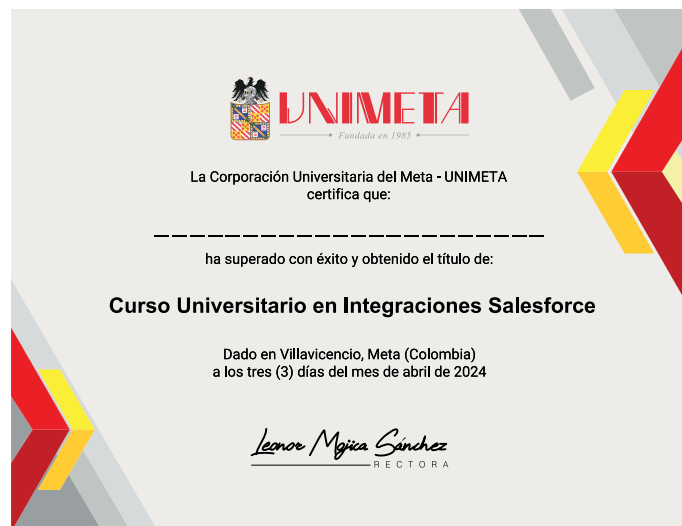 UNIMETA
Fundada en 1985
La Corporación Universitaria del Meta - UNIMETA
certifica que:
ha superado con éxito y obtenido el título de:
Curso Universitario en Integraciones Salesforce
Dado en Villavicencio, Meta (Colombia)
a los tres (3) días del mes de abril de 2024
Leonor Mojica Sánchez
RECTORA